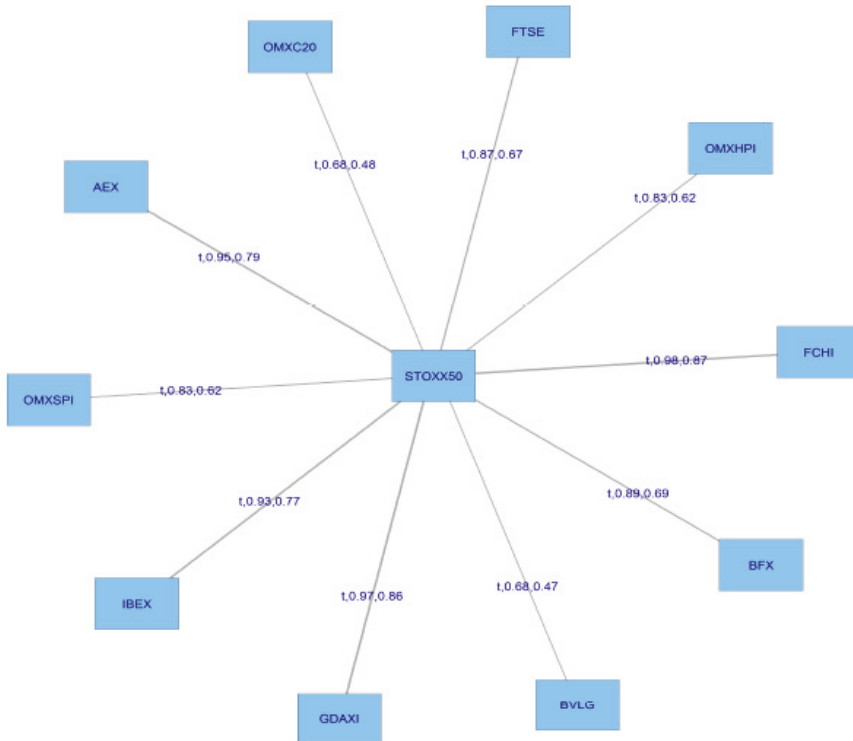 FTSE
OMXC20
OMXHPI
t,0.87,0.67
t,0.68,0.48
AEX
t,0.83,0.62
t,0.95,0.79
FCHI
t,0.98,0.87
STOXX50
t,0.83,0.62
OMXSPI
t,0.89,0.69
t,0.93,0.77
BFX
t,0.68,0.47
t,0.97,0.86
IBEX
BVLG
GDAXI